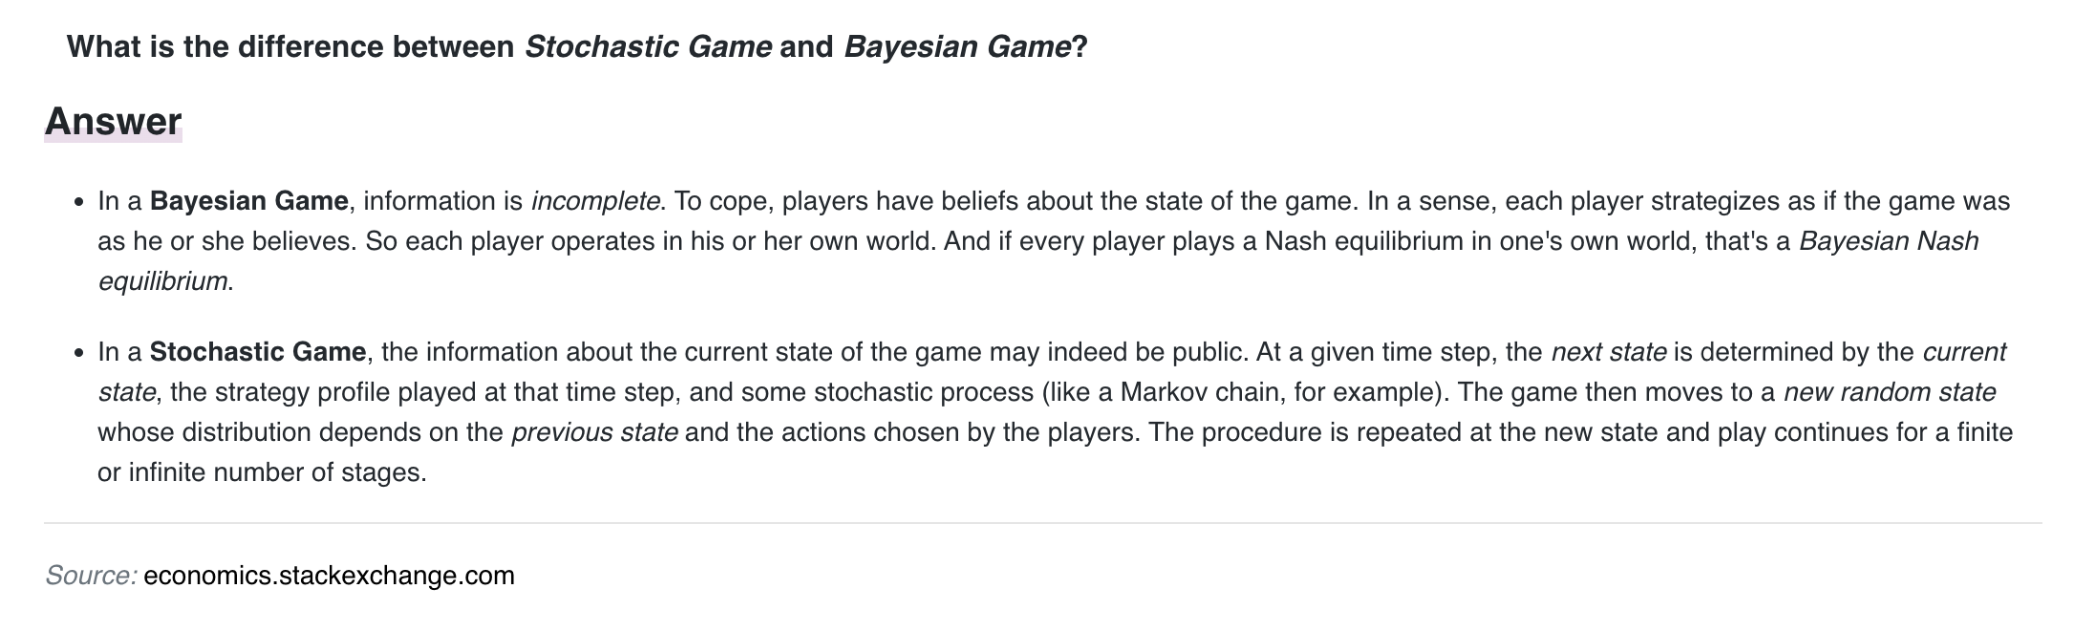 What is the difference between Stochastic Game and Bayesian Game?
Answer
• In a Bayesian Game, information is incomplete. To cope, players have beliefs about the state of the game. In a sense, each player strategizes as if the game was
as he or she believes. So each player operates in his or her own world. And if every player plays a Nash equilibrium in one's own world, that's a Bayesian Nash
equilibrium.
• In a Stochastic Game, the information about the current state of the game may indeed be public. At a given time step, the next state is determined by the current
state, the strategy profile played at that time step, and some stochastic process (like a Markov chain, for example). The game then moves to a new random state
whose distribution depends on the previous state and the actions chosen by the players. The procedure is repeated at the new state and play continues for a finite
or infinite number of stages.
Source: economics.stackexchange.com